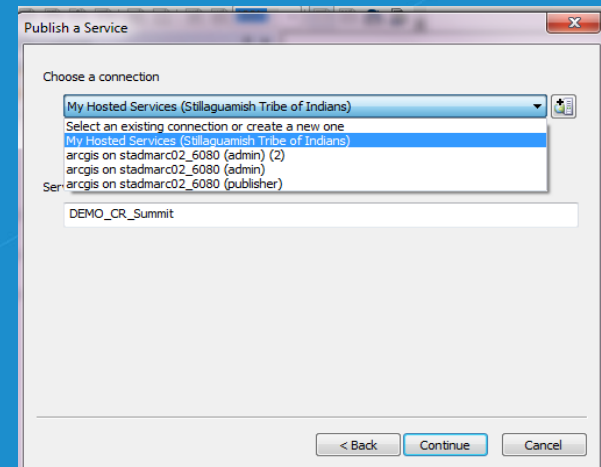 Publish a Service
Choose a connection
My Hosted Services (Stillaguamish Tribe of Indians)
Select an existing connection or create a new one
My Hosted Services (Stillaguamish Tribe of Indians)
arcgis on stadmarc02_6080 (admin) (2)
arcgis on stadmarc02_6080 (admin)
Ser
arcgis on stadmarc02_6080 (publisher)
DEMO_CR_Summit
< Back
Continue
Cancel